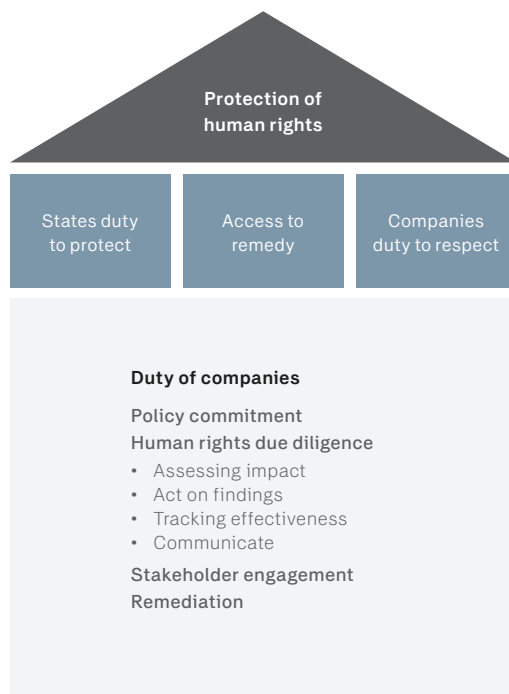 Protection of
human rights
States duty
to protect
Access to
remedy
Companies
duty to respect
Duty of companies
Policy commitment
Human rights due diligence
• Assessing impact
• Act on findings
• Tracking effectiveness
• Communicate
Stakeholder engagement
Remediation